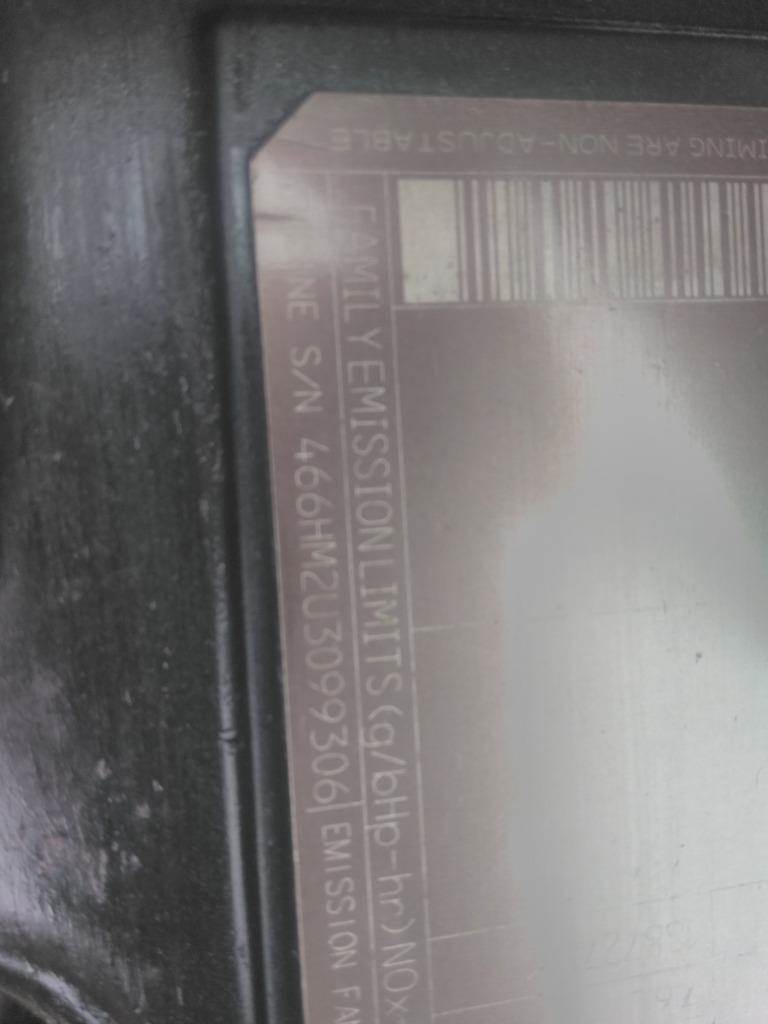 NE S/N 466HM2U3099306 EMISSION FA
FAMILY EMISSION LIMITS (g/bHp-hr) NOx
IMING ARE NON-ADJUSTABLE